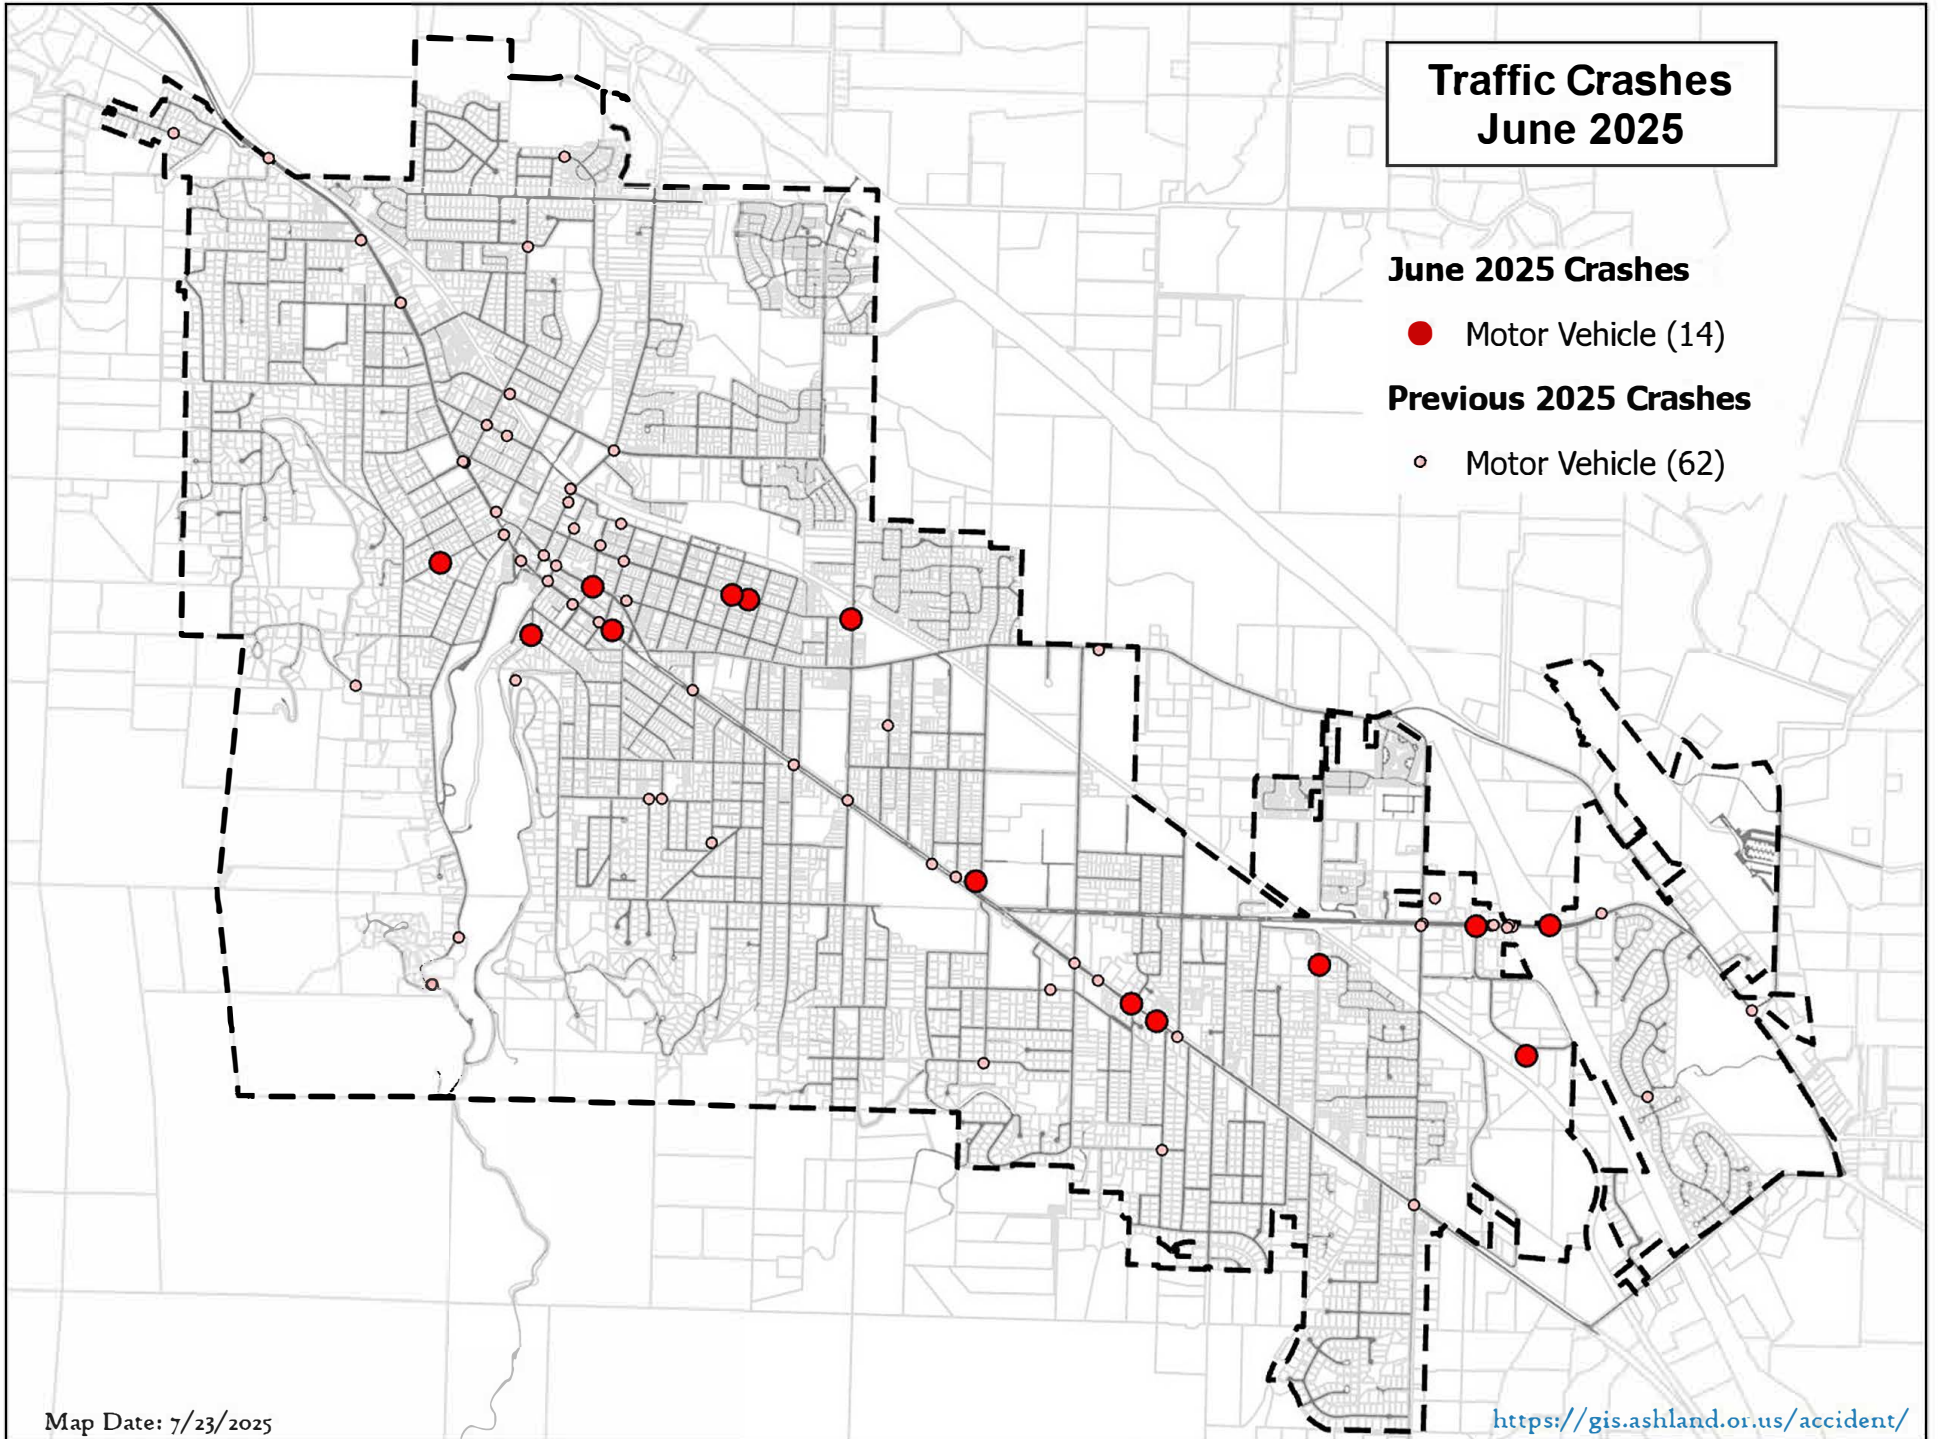 Traffic Crashes
June 2025
June 2025 Crashes
Motor Vehicle (14)
Previous 2025 Crashes
Motor Vehicle (62)
Map Date: 7/23/2025
https://gis.ashland.or.us/accident/